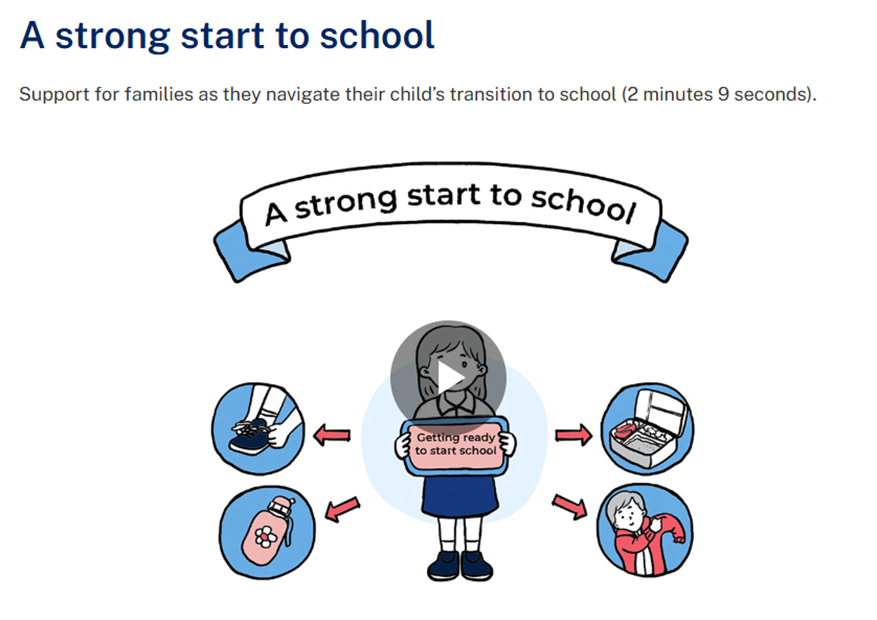 A strong start to school
Support for families as they navigate their child’s transition to school (2 minutes 9 seconds).
A strong start to school
Getting ready
to start school